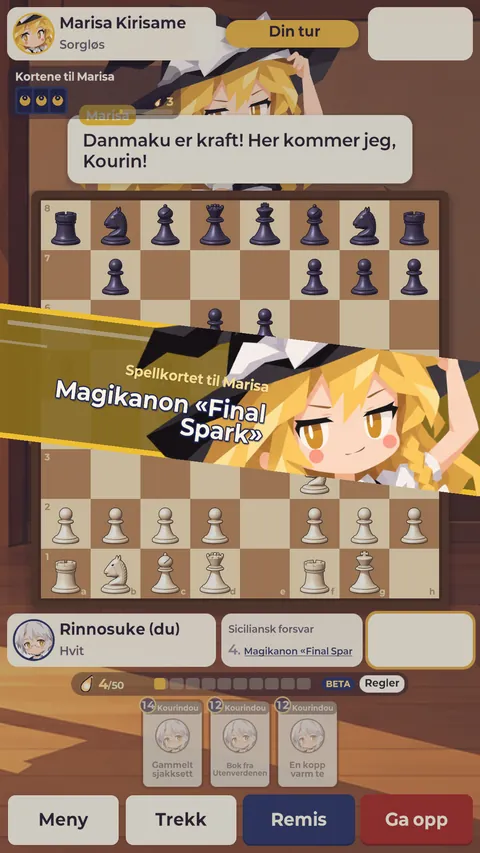 Marisa Kirisame
Sorgløs
Din tur
Kortene til Marisa
3
Marisa
Danmaku er kraft! Her kommer jeg,
Kourin!
8
7
6
Spellkortet til Marisa
Magikanon «Final
Spark»
3
2
1
a
b
c
d
e
f
g
h
Rinnosuke (du)
Hvit
Siciliansk forsvar
4. Magikanon «Final Spar
4/50
BETA
Regler
14 Kourindou
Gammelt
sjakksett
12 Kourindou
Bok fra
Utenverdenen
12 Kourindou
En kopp
varm te
Meny
Trekk
Remis
Ga opp